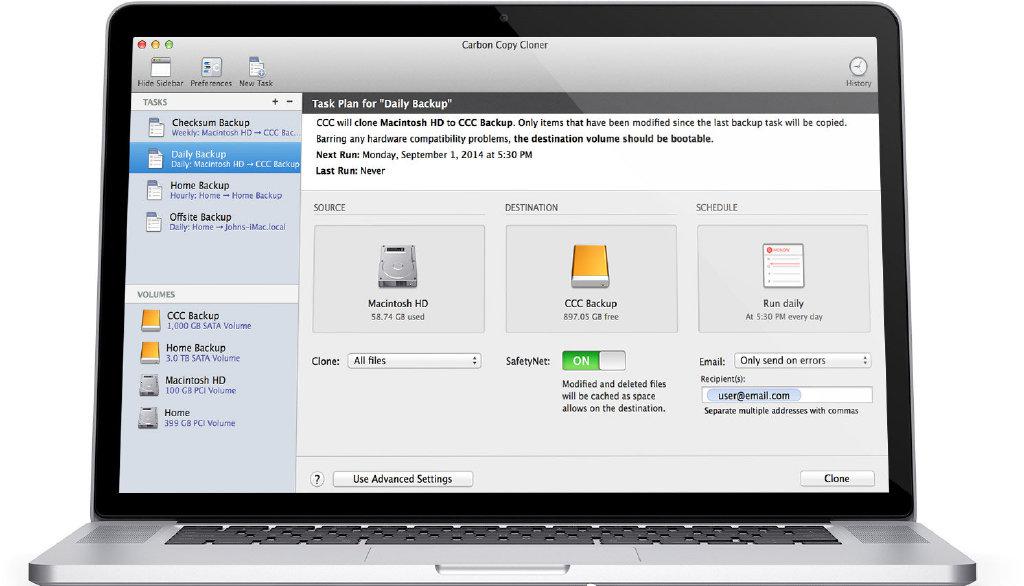 Carbon Copy Cloner
Hide Sidebar Preferences New Task History
TASKS + −
Checksum Backup
Weekly: Macintosh HD → CCC Bac...
Daily Backup
Daily: Macintosh HD → CCC Backup
Home Backup
Hourly: Home → Home Backup
Offsite Backup
Daily: Home → Johns-iMac.local
VOLUMES
CCC Backup
1,000 GB SATA Volume
Home Backup
3.0 TB SATA Volume
Macintosh HD
100 GB PCI Volume
Home
399 GB PCI Volume
Task Plan for "Daily Backup"
CCC will clone Macintosh HD to CCC Backup. Only items that have been modified since the last backup task will be copied.
Barring any hardware compatibility problems, the destination volume should be bootable.
Next Run: Monday, September 1, 2014 at 5:30 PM
Last Run: Never
SOURCE
Macintosh HD
58.74 GB used
Clone: All files
DESTINATION
CCC Backup
897.05 GB free
SafetyNet: ON
Modified and deleted files
will be cached as space
allows on the destination.
SCHEDULE
Run daily
At 5:30 PM every day
Email: Only send on errors
Recipient(s):
user@email.com
Separate multiple addresses with commas
? Use Advanced Settings Clone